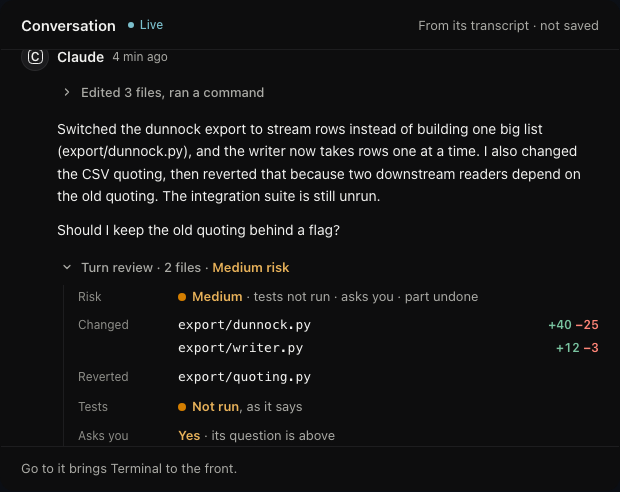 Conversation • Live
From its transcript · not saved
C Claude 4 min ago
Edited 3 files, ran a command
Switched the dunnock export to stream rows instead of building one big list
(export/dunnock.py), and the writer now takes rows one at a time. I also changed
the CSV quoting, then reverted that because two downstream readers depend on
the old quoting. The integration suite is still unrun.
Should I keep the old quoting behind a flag?
Turn review · 2 files · Medium risk
Risk Medium · tests not run · asks you · part undone
Changed export/dunnock.py +40 −25
export/writer.py +12 −3
Reverted export/quoting.py
Tests Not run, as it says
Asks you Yes · its question is above
Go to it brings Terminal to the front.